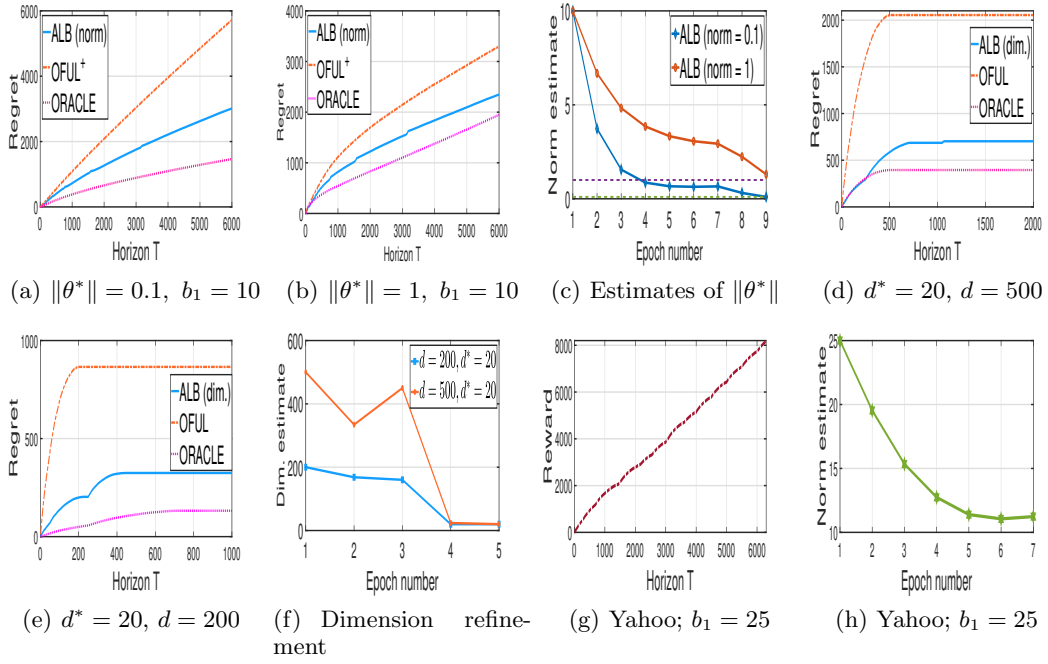 6000
4000
2000
0
Regret
ALB (norm)
OFUL+
ORACLE
0 1000 2000 3000 4000 5000 6000
Horizon T
(a) ∥θ*∥ = 0.1, b₁ = 10
4000
3000
2000
1000
0
Regret
ALB (norm)
OFUL+
ORACLE
0 1000 2000 3000 4000 5000 6000
Horizon T
(b) ∥θ*∥ = 1, b₁ = 10
10
5
0
Norm estimate
ALB (norm = 0.1)
ALB (norm = 1)
1 2 3 4 5 6 7 8 9
Epoch number
(c) Estimates of ∥θ*∥
2000
1500
1000
500
0
Regret
ALB (dim.)
OFUL
ORACLE
0 500 1000 1500 2000
Horizon T
(d) d* = 20, d = 500
1000
500
0
Regret
ALB (dim.)
OFUL
ORACLE
0 200 400 600 800 1000
Horizon T
(e) d* = 20, d = 200
600
400
200
0
Dim. estimate
d = 200, d* = 20
d = 500, d* = 20
1 2 3 4 5
Epoch number
(f) Dimension refine-
ment
8000
6000
4000
2000
0
Reward
0 1000 2000 3000 4000 5000 6000
Horizon T
(g) Yahoo; b₁ = 25
25
20
15
10
Norm estimate
1 2 3 4 5 6 7
Epoch number
(h) Yahoo; b₁ = 25